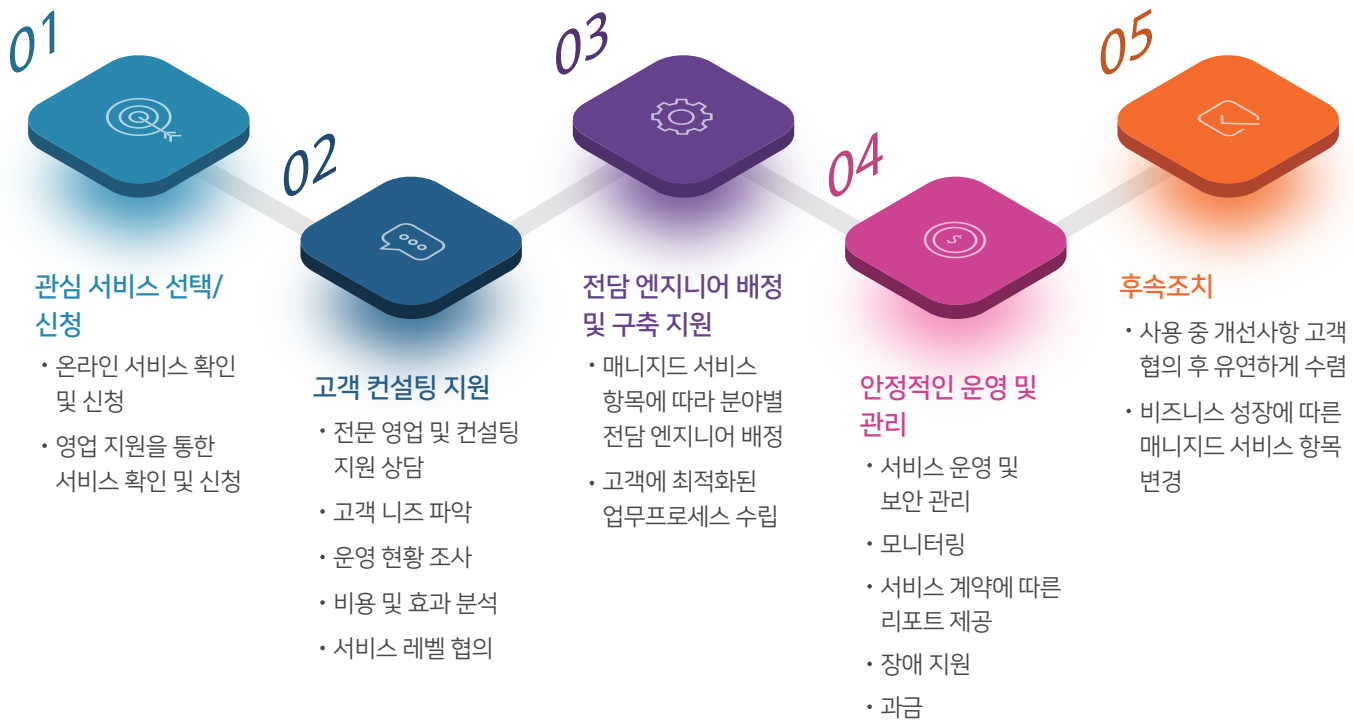 01
관심 서비스 선택/
신청
• 온라인 서비스 확인
및 신청
• 영업 지원을 통한
서비스 확인 및 신청
02
고객 컨설팅 지원
• 전문 영업 및 컨설팅
지원 상담
• 고객 니즈 파악
• 운영 현황 조사
• 비용 및 효과 분석
• 서비스 레벨 협의
03
전담 엔지니어 배정
및 구축 지원
• 매니지드 서비스
항목에 따라 분야별
전담 엔지니어 배정
• 고객에 최적화된
업무프로세스 수립
04
$
안정적인 운영 및
관리
• 서비스 운영 및
보안 관리
• 모니터링
• 서비스 계약에 따른
리포트 제공
• 장애 지원
• 과금
05
후속조치
• 사용 중 개선사항 고객
협의 후 유연하게 수렴
• 비즈니스 성장에 따른
매니지드 서비스 항목
변경